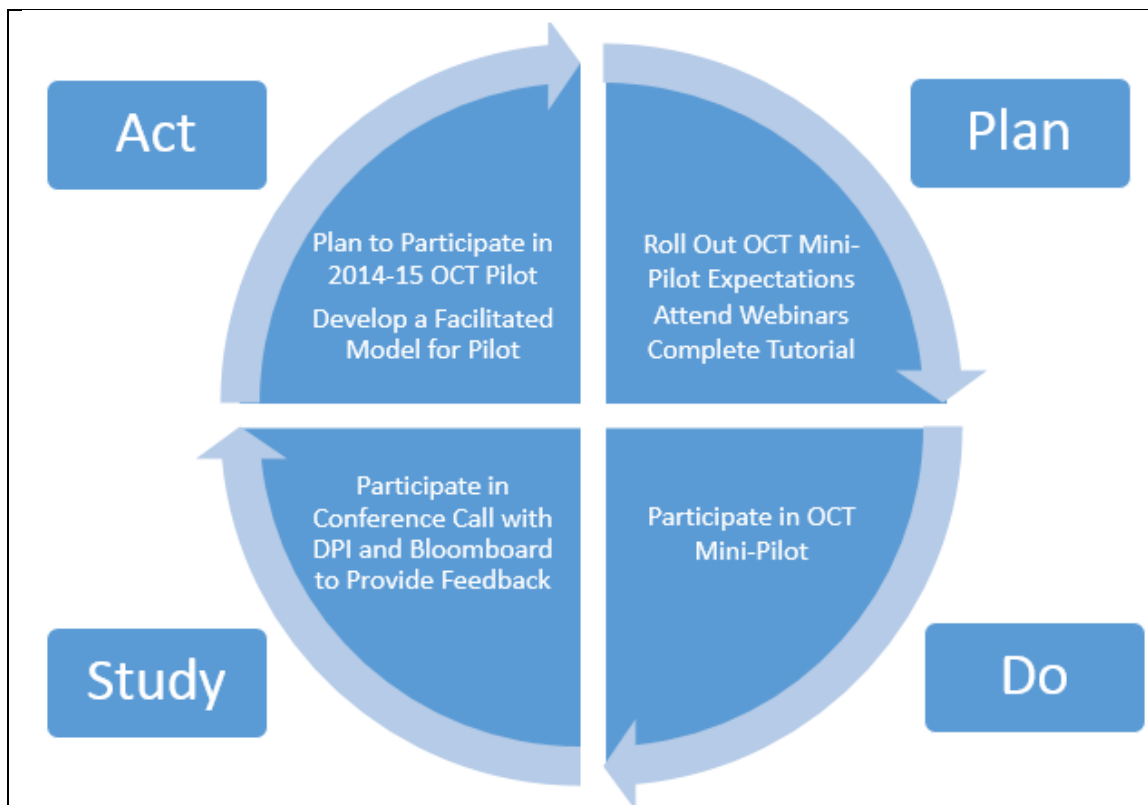 Act
Plan
Plan to Participate in
2014-15 OCT Pilot
Develop a Facilitated
Model for Pilot
Roll Out OCT Mini-
Pilot Expectations
Attend Webinars
Complete Tutorial
Participate in
Conference Call with
DPI and Bloomboard
to Provide Feedback
Participate in OCT
Mini-Pilot
Study
Do